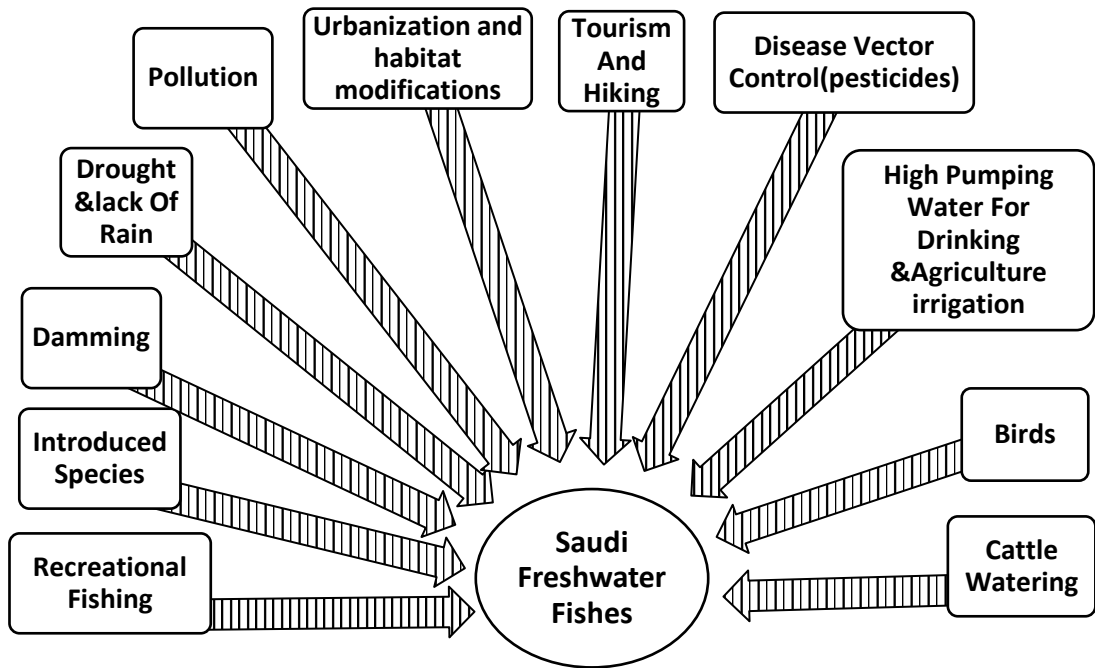 Urbanization and
habitat
modifications
Tourism
And
Hiking
Disease Vector
Control(pesticides)
Pollution
Drought
&lack Of
Rain
High Pumping
Water For
Drinking
&Agriculture
irrigation
Damming
Introduced
Species
Birds
Recreational
Fishing
Cattle
Watering
Saudi
Freshwater
Fishes